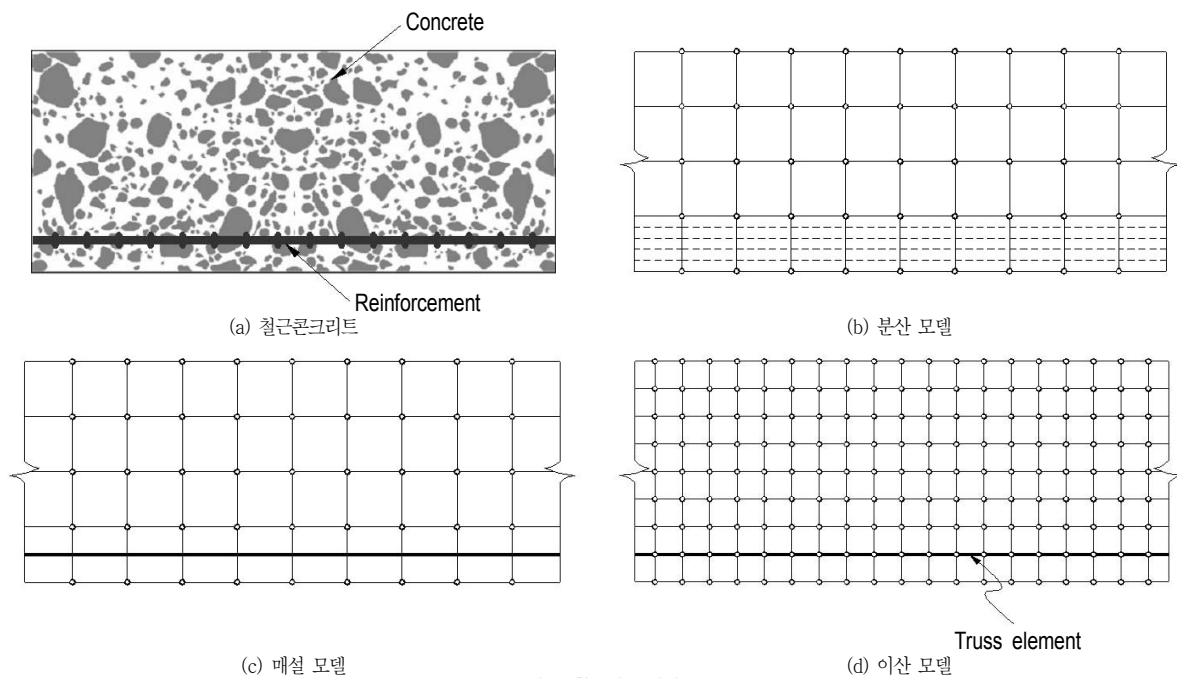 Concrete
Reinforcement
(a) 철근콘크리트
(b) 분산 모델
Truss element
(c) 매설 모델
(d) 이산 모델